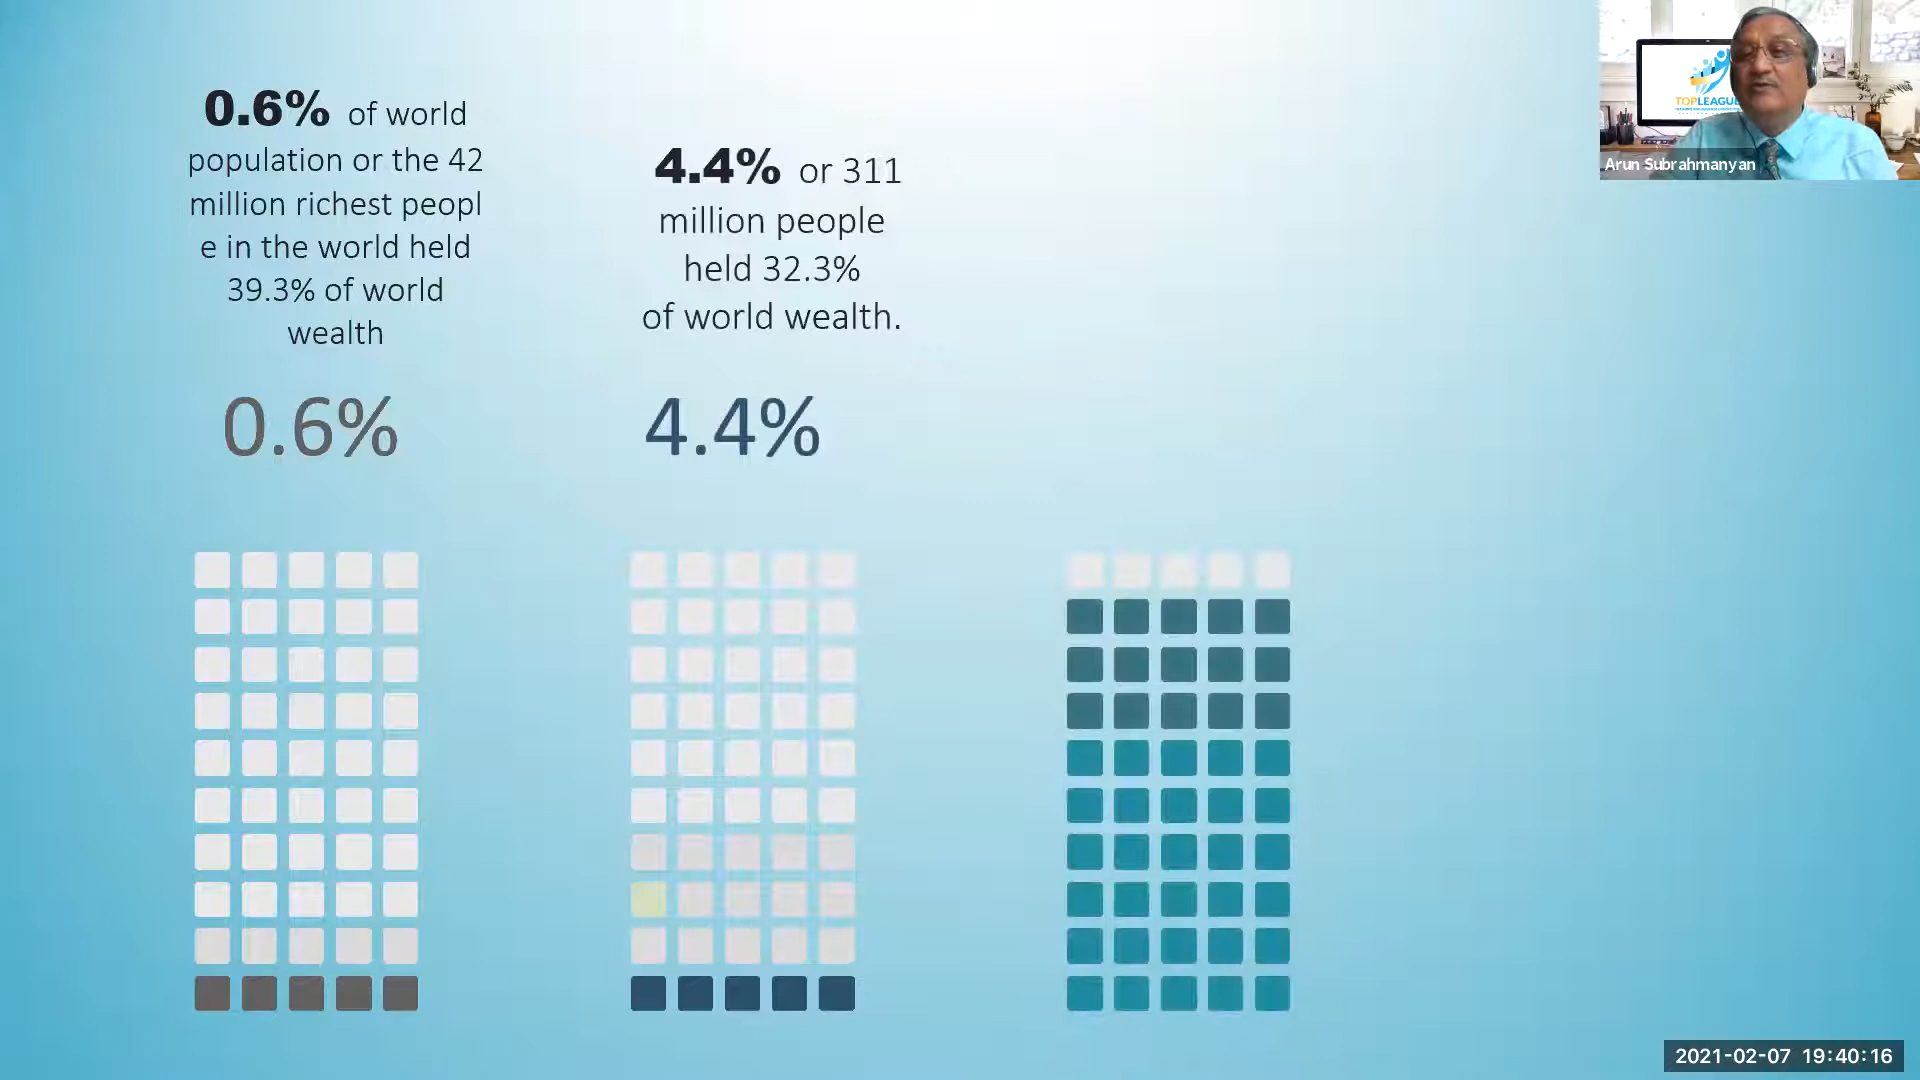 0.6% of world
population or the 42
million richest peopl
e in the world held
39.3% of world
wealth
4.4% or 311
million people
held 32.3%
of world wealth.
0.6%
4.4%
TOPLEAGUE
Arun Subrahmanyan
2021-02-07 19:40:16